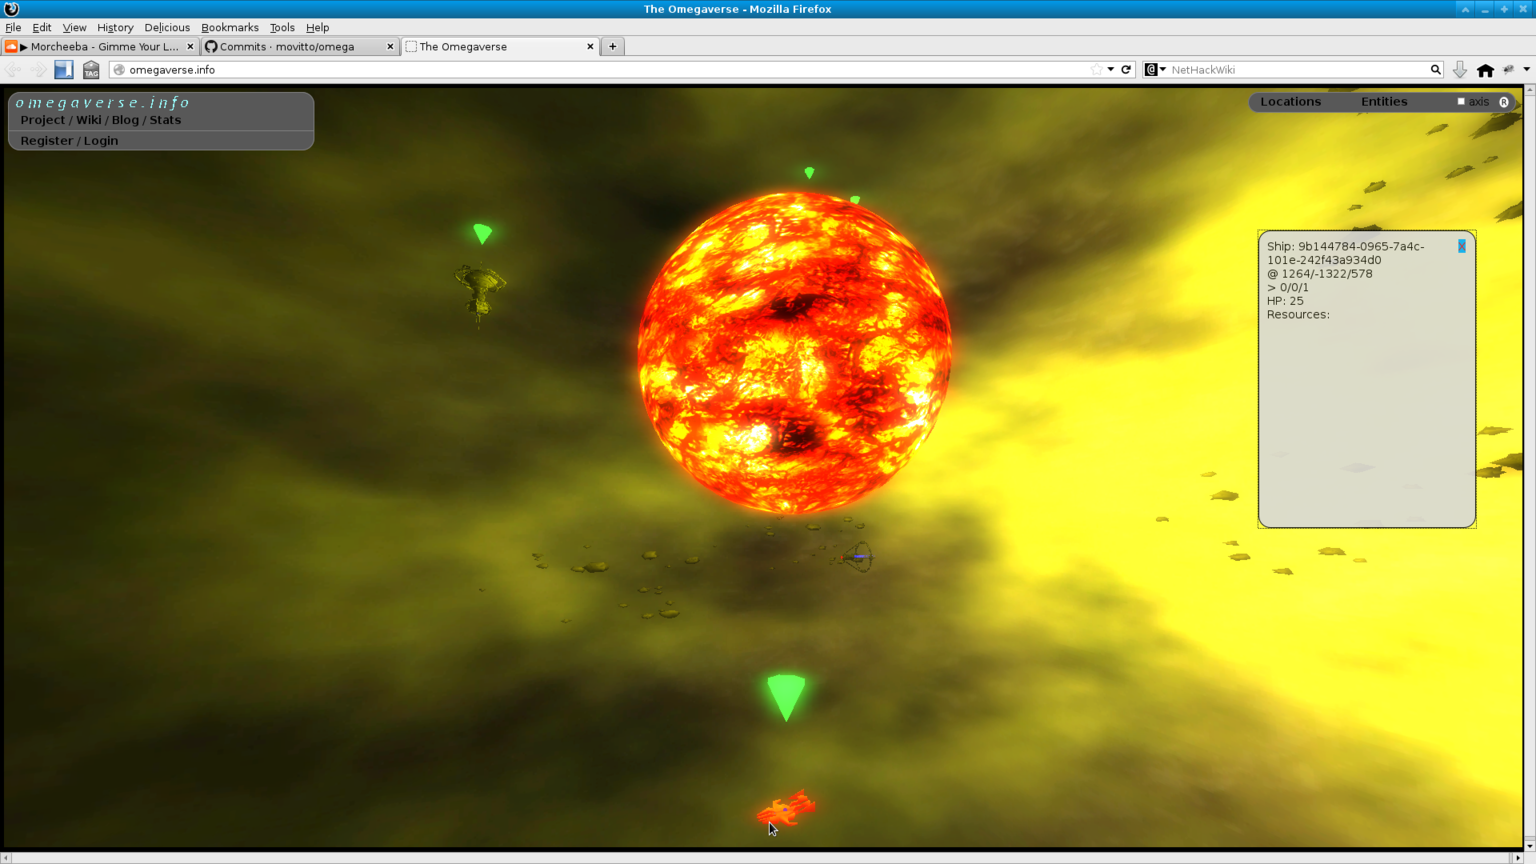 The Omegaverse - Mozilla Firefox
File Edit View History Delicious Bookmarks Tools Help
▶ Morcheeba - Gimme Your L...
Commits · movitto/omega
The Omegaverse
TAG
omegaverse.info
NetHackWiki
omegaverse.info
Project / Wiki / Blog / Stats
Register / Login
Locations Entities axis R
Ship: 9b144784-0965-7a4c-
101e-242f43a934d0
X
@ 1264/-1322/578
> 0/0/1
HP: 25
Resources: